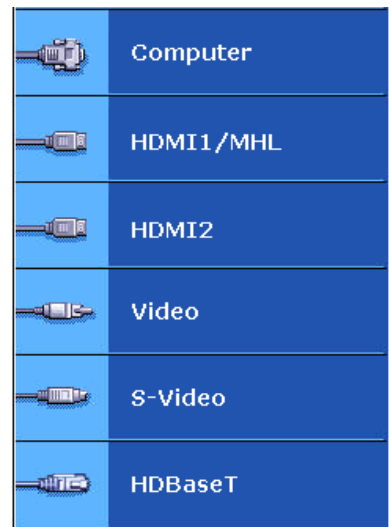 Computer
HDMI1/MHL
HDMI2
Video
S-Video
HDBaseT